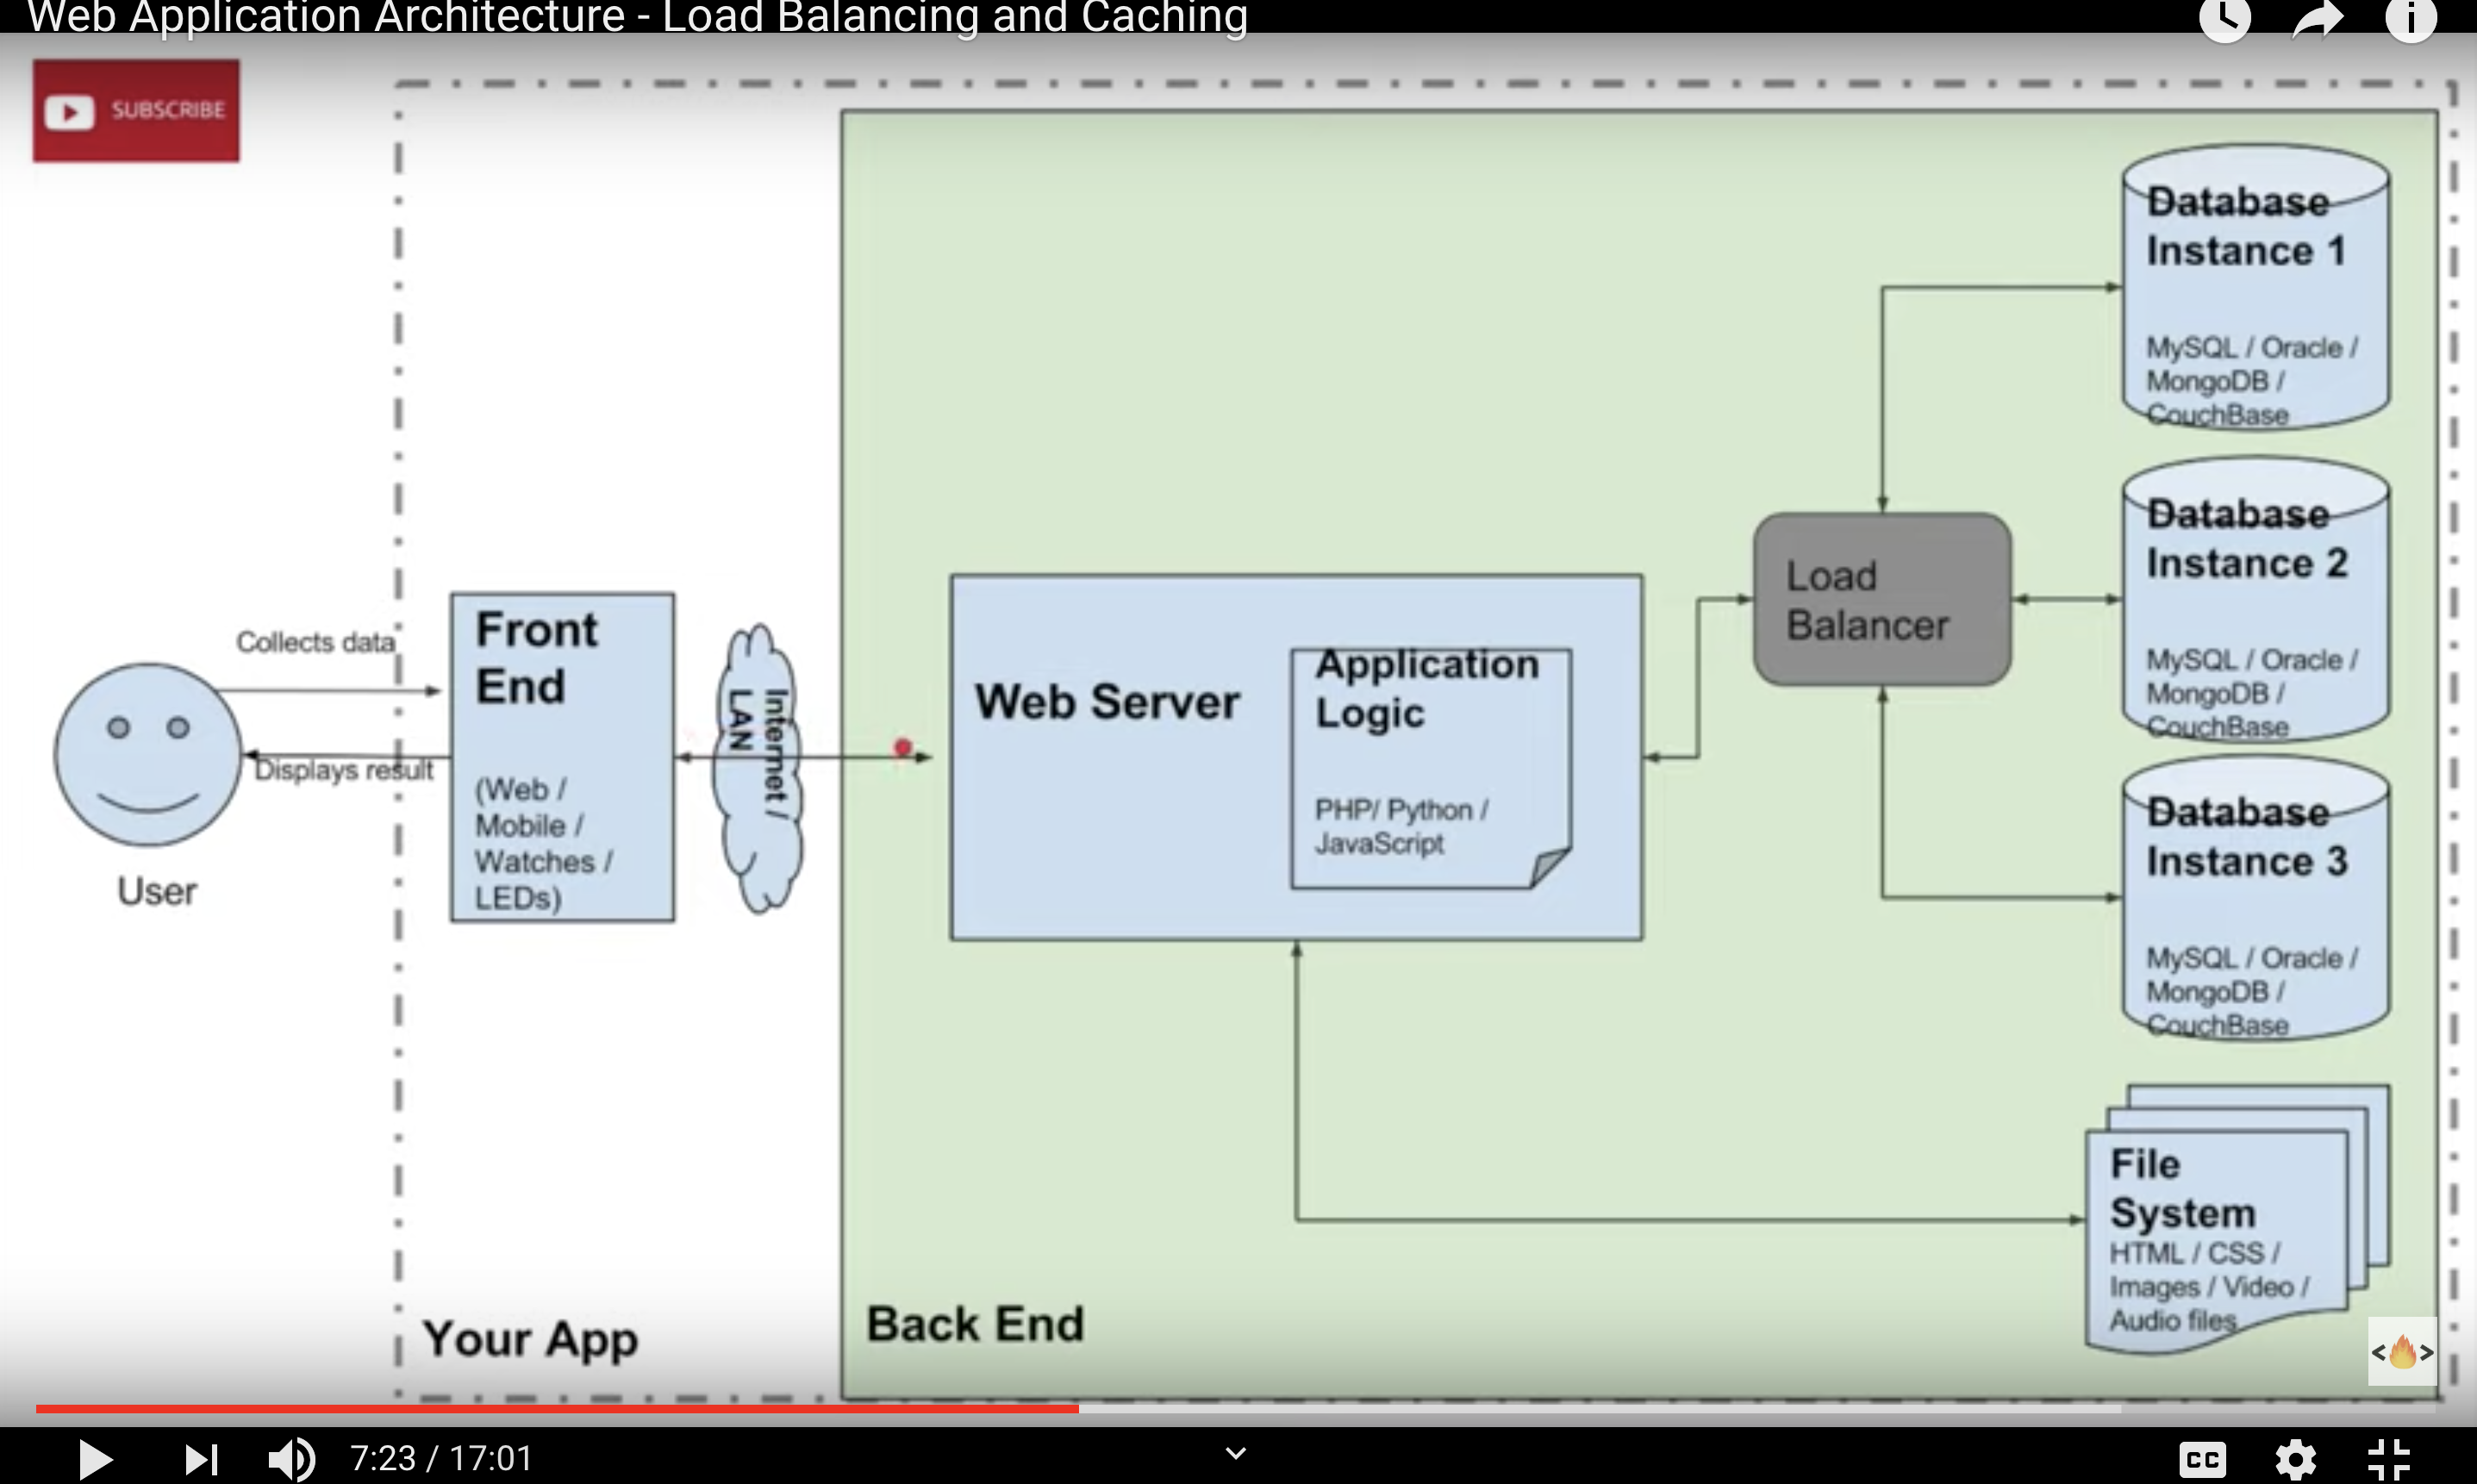 Web Application Architecture - Load Balancing and Caching
SUBSCRIBE
Collects data
Displays result
User
Front
End
(Web /
Mobile /
Watches /
LEDs)
Internet /
LAN
Web Server
Application
Logic
PHP/ Python /
JavaScript
Load
Balancer
Database
Instance 1
MySQL / Oracle /
MongoDB /
CouchBase
Database
Instance 2
MySQL / Oracle /
MongoDB /
CouchBase
Database
Instance 3
MySQL / Oracle /
MongoDB /
CouchBase
File
System
HTML / CSS /
Images / Video /
Audio files
Your App
Back End
7:23 / 17:01
CC